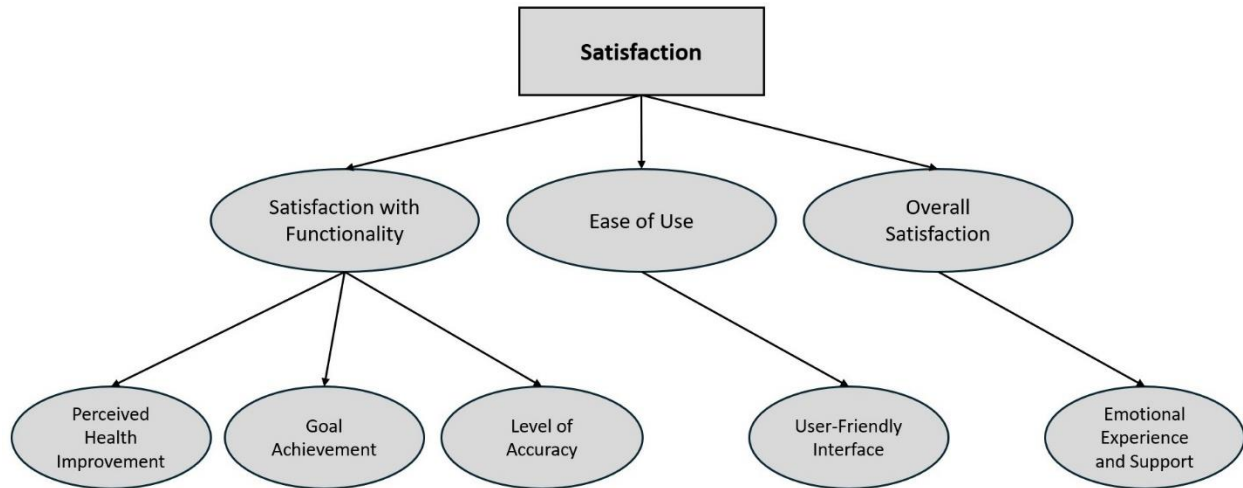 Satisfaction
Satisfaction with
Functionality
Ease of Use
Overall
Satisfaction
Perceived
Health
Improvement
Goal
Achievement
Level of
Accuracy
User-Friendly
Interface
Emotional
Experience
and Support